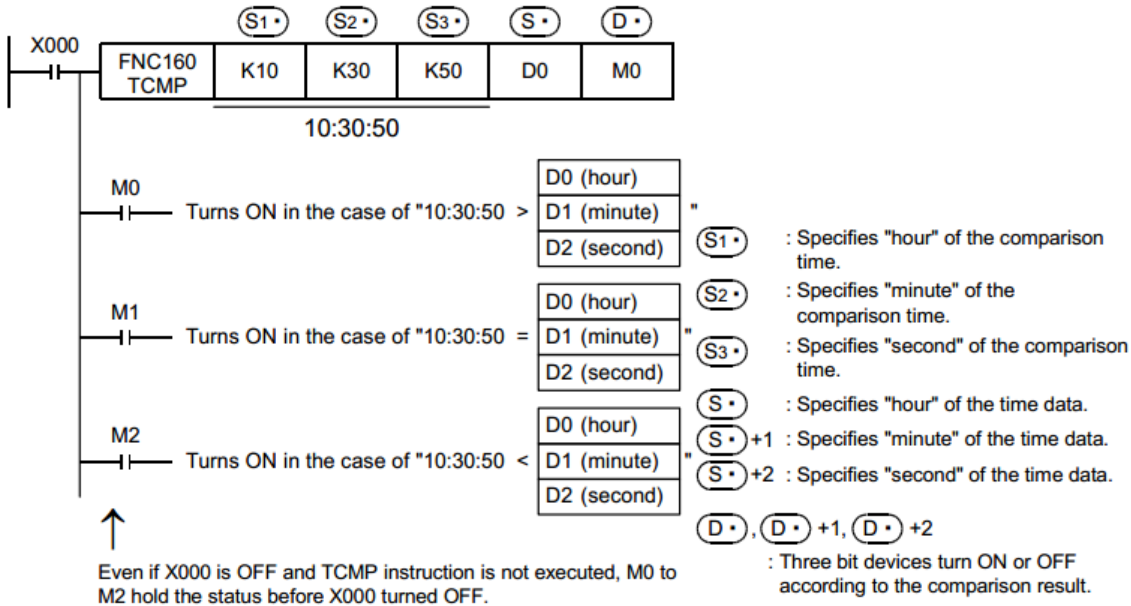 S1・ S2・ S3・ S・ D・
X000
FNC160 TCMP K10 K30 K50 D0 M0
10:30:50
M0
Turns ON in the case of "10:30:50 >
D0 (hour)
D1 (minute) "
D2 (second)
M1
Turns ON in the case of "10:30:50 =
D0 (hour)
D1 (minute) "
D2 (second)
M2
Turns ON in the case of "10:30:50 <
D0 (hour)
D1 (minute) "
D2 (second)
S1・ : Specifies "hour" of the comparison
time.
S2・ : Specifies "minute" of the
comparison time.
S3・ : Specifies "second" of the comparison
time.
S・ : Specifies "hour" of the time data.
S・+1 : Specifies "minute" of the time data.
S・+2 : Specifies "second" of the time data.
D・, D・ +1, D・ +2
: Three bit devices turn ON or OFF
according to the comparison result.
Even if X000 is OFF and TCMP instruction is not executed, M0 to
M2 hold the status before X000 turned OFF.